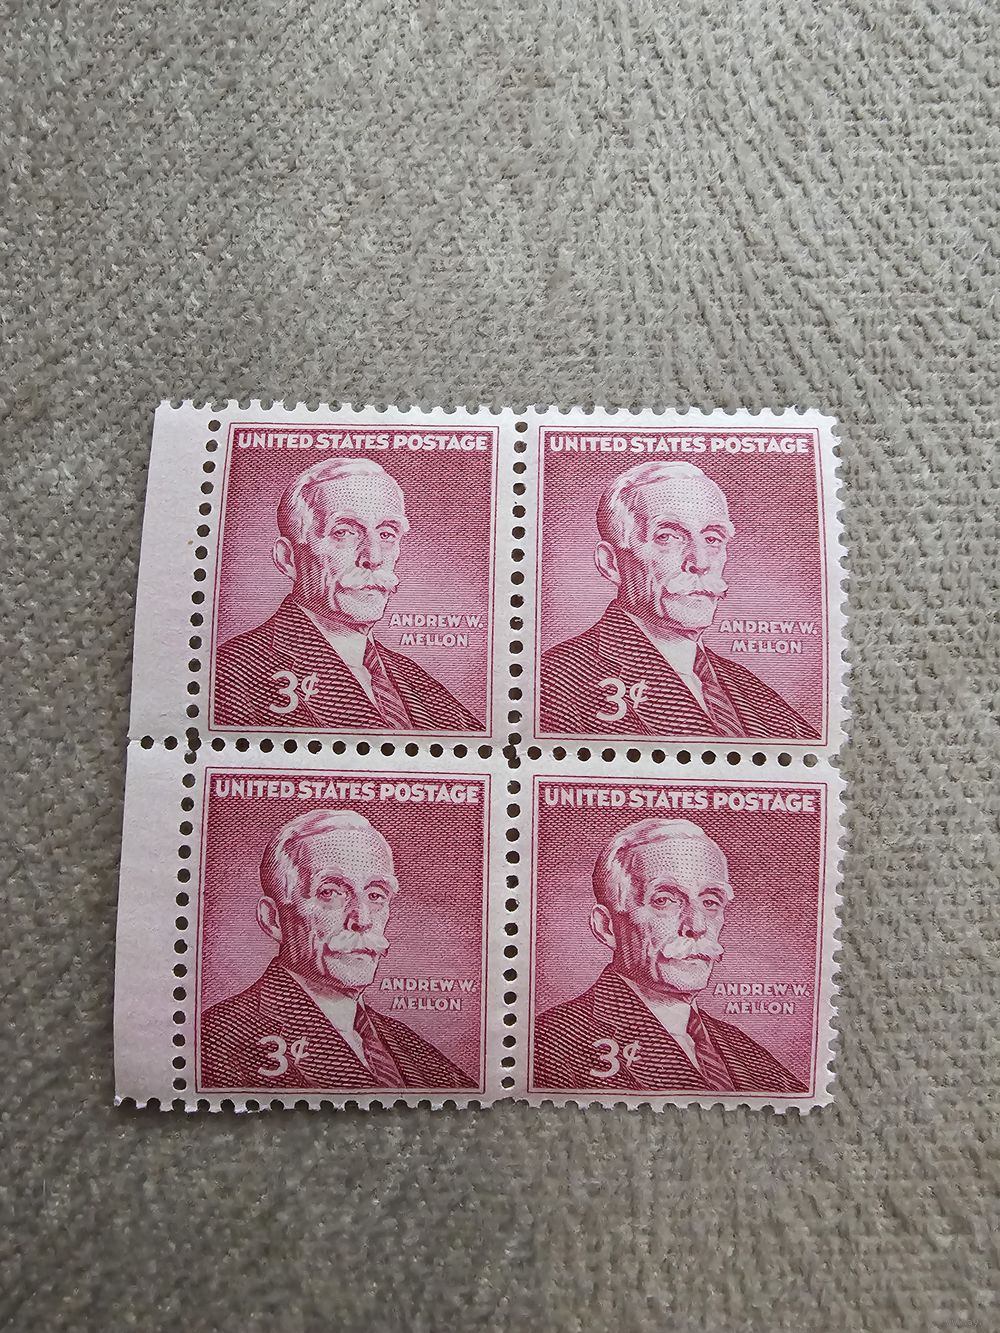 UNITED STATES POSTAGE
ANDREW W.
MELLON
3¢
UNITED STATES POSTAGE
ANDREW W.
MELLON
3¢
UNITED STATES POSTAGE
ANDREW W.
MELLON
3¢
UNITED STATES POSTAGE
ANDREW W.
MELLON
3¢